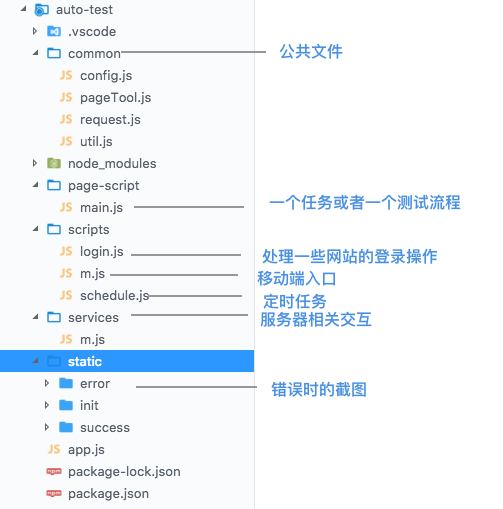 auto-test
.vscode
common 公共文件
JS config.js
JS pageTool.js
JS request.js
JS util.js
node_modules
page-script
JS main.js 一个任务或者一个测试流程
scripts
JS login.js 处理一些网站的登录操作
JS m.js 移动端入口
JS schedule.js 定时任务
services 服务器相关交互
JS m.js
static
error 错误时的截图
init
success
JS app.js
npm package-lock.json
npm package.json